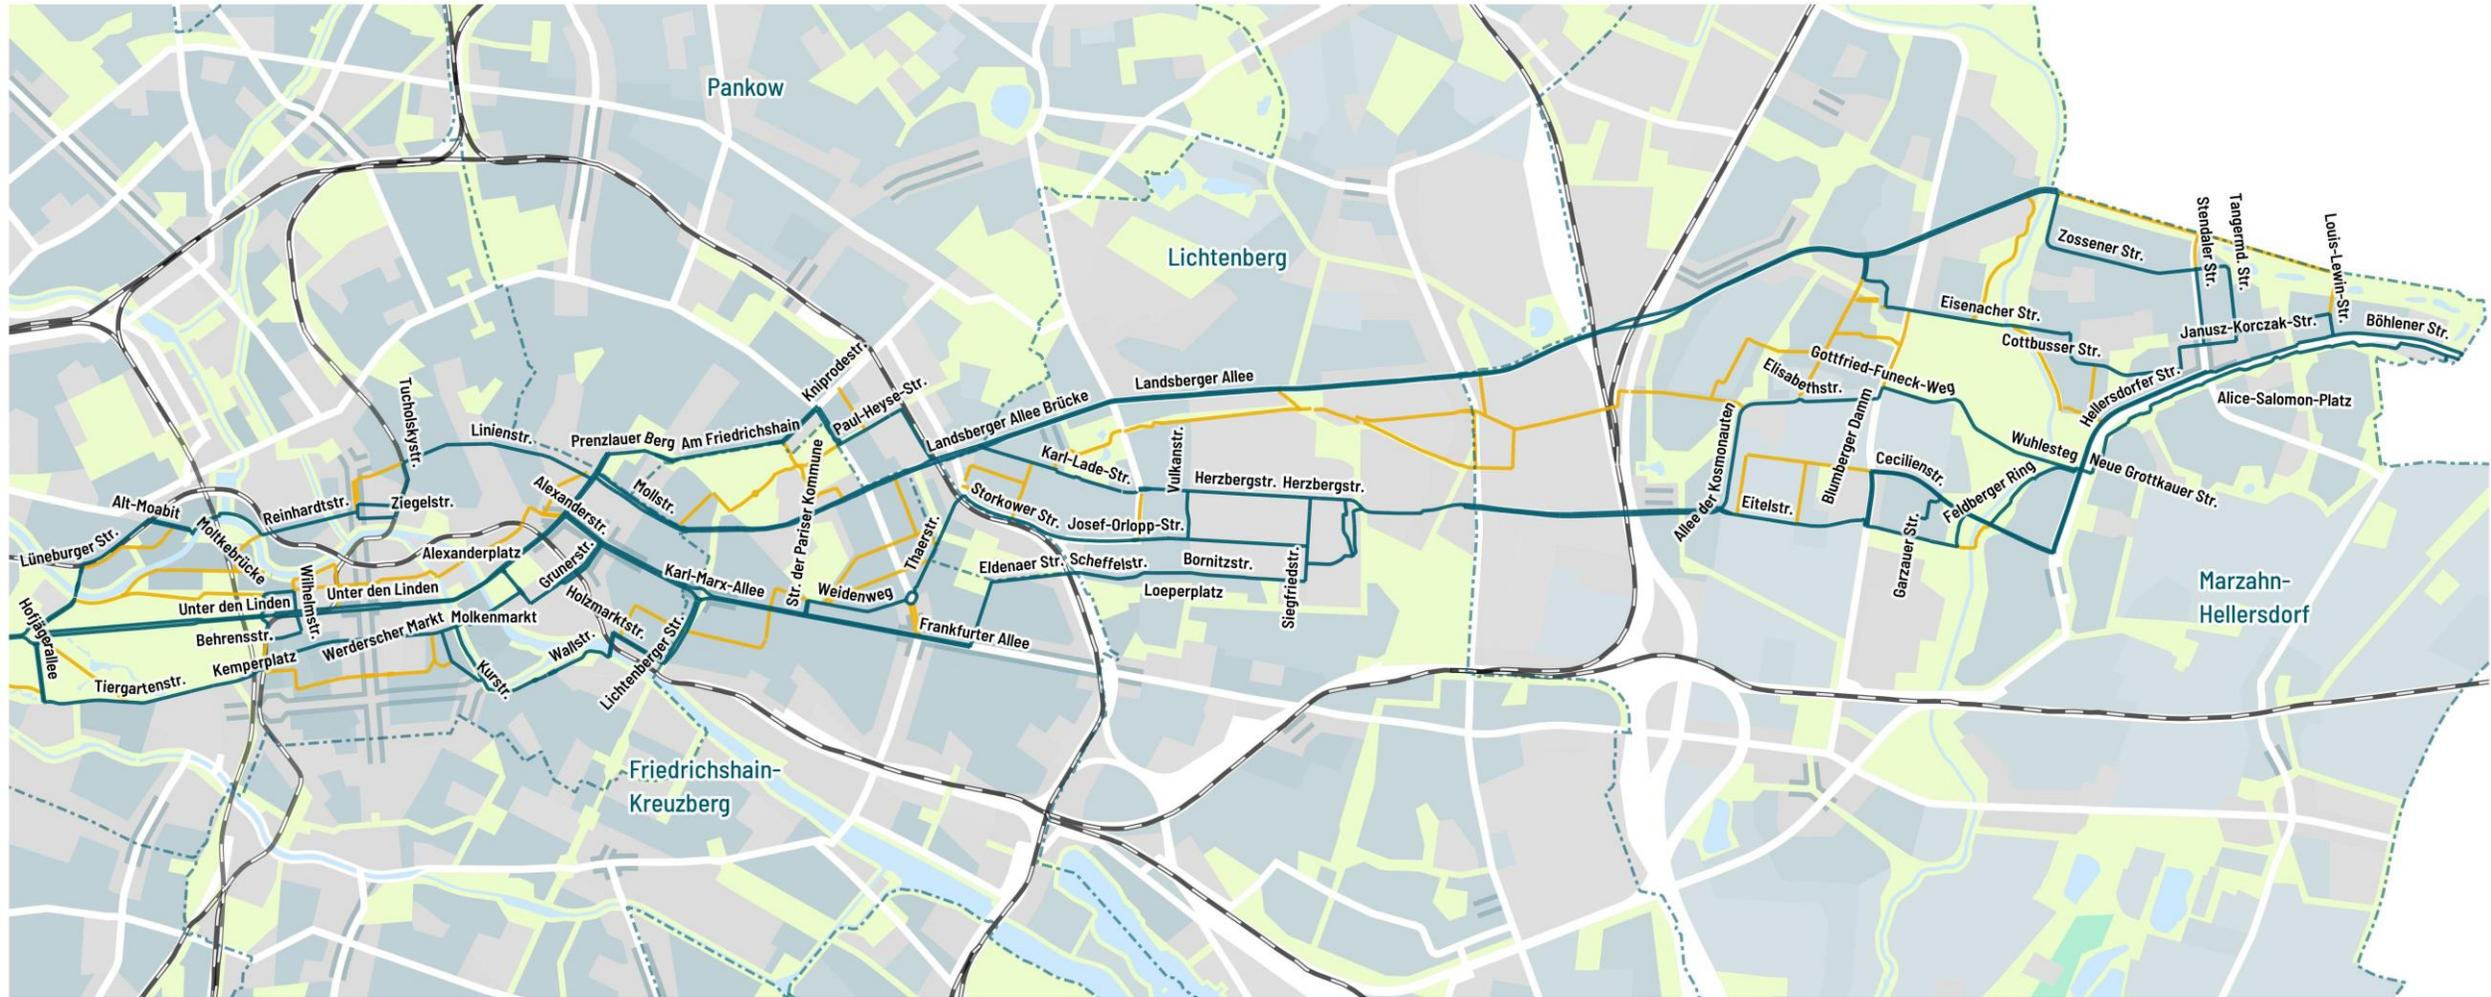 Pankow
Lichtenberg
Friedrichshain-
Kreuzberg
Marzahn-
Hellersdorf
Tucholskystr.
Linienstr.
Prenzlauer Berg
Am Friedrichshain
Kniprodestr.
Paul-Heyse-Str.
Landsberger Allee Brücke
Landsberger Allee
Alexanderstr.
Mollstr.
Str. der Pariser Kommune
Thaerstr.
Storkower Str.
Karl-Lade-Str.
Vulkanstr.
Herzbergstr.
Herzbergstr.
Josef-Orlopp-Str.
Eldenaer Str.
Scheffelstr.
Bornitzstr.
Loeperplatz
Siegfriedstr.
Alt-Moabit
Lüneburger Str.
Moltkebrücke
Reinhardtstr.
Ziegelstr.
Alexanderplatz
Grunerstr.
Karl-Marx-Allee
Weidenweg
Frankfurter Allee
Hofjägerallee
Unter den Linden
Wilhelmstr.
Unter den Linden
Behrensstr.
Werderscher Markt
Molkenmarkt
Holzmarktstr.
Kemperplatz
Tiergartenstr.
Kurstr.
Wallstr.
Lichtenberger Str.
Zossener Str.
Stendaler Str.
Tangermd. Str.
Louis-Lewin-Str.
Eisenacher Str.
Cottbusser Str.
Janusz-Korczak-Str.
Böhlener Str.
Gottfried-Funeck-Weg
Elisabethstr.
Hellersdorfer Str.
Alice-Salomon-Platz
Allee der Kosmonauten
Blumberger Damm
Wuhlesteg
Cecilienstr.
Feldberger Ring
Neue Grottkauer Str.
Eitelstr.
Garzauer Str.